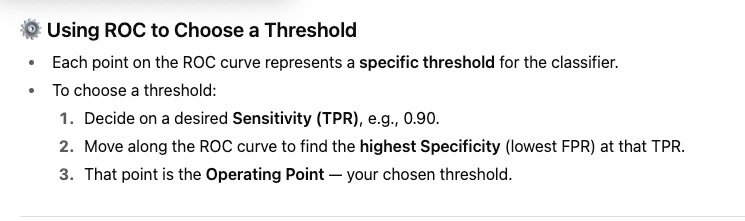 ⚙️ Using ROC to Choose a Threshold
• Each point on the ROC curve represents a specific threshold for the classifier.
• To choose a threshold:
1. Decide on a desired Sensitivity (TPR), e.g., 0.90.
2. Move along the ROC curve to find the highest Specificity (lowest FPR) at that TPR.
3. That point is the Operating Point — your chosen threshold.